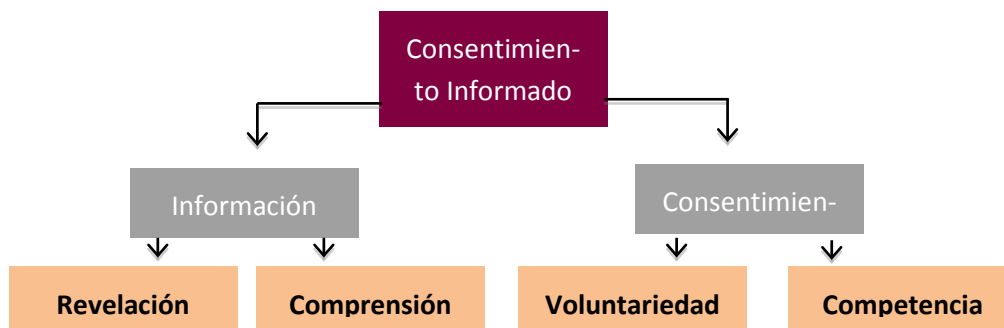 Consentimien-
to Informado
Información
Consentimien-
Revelación
Comprensión
Voluntariedad
Competencia